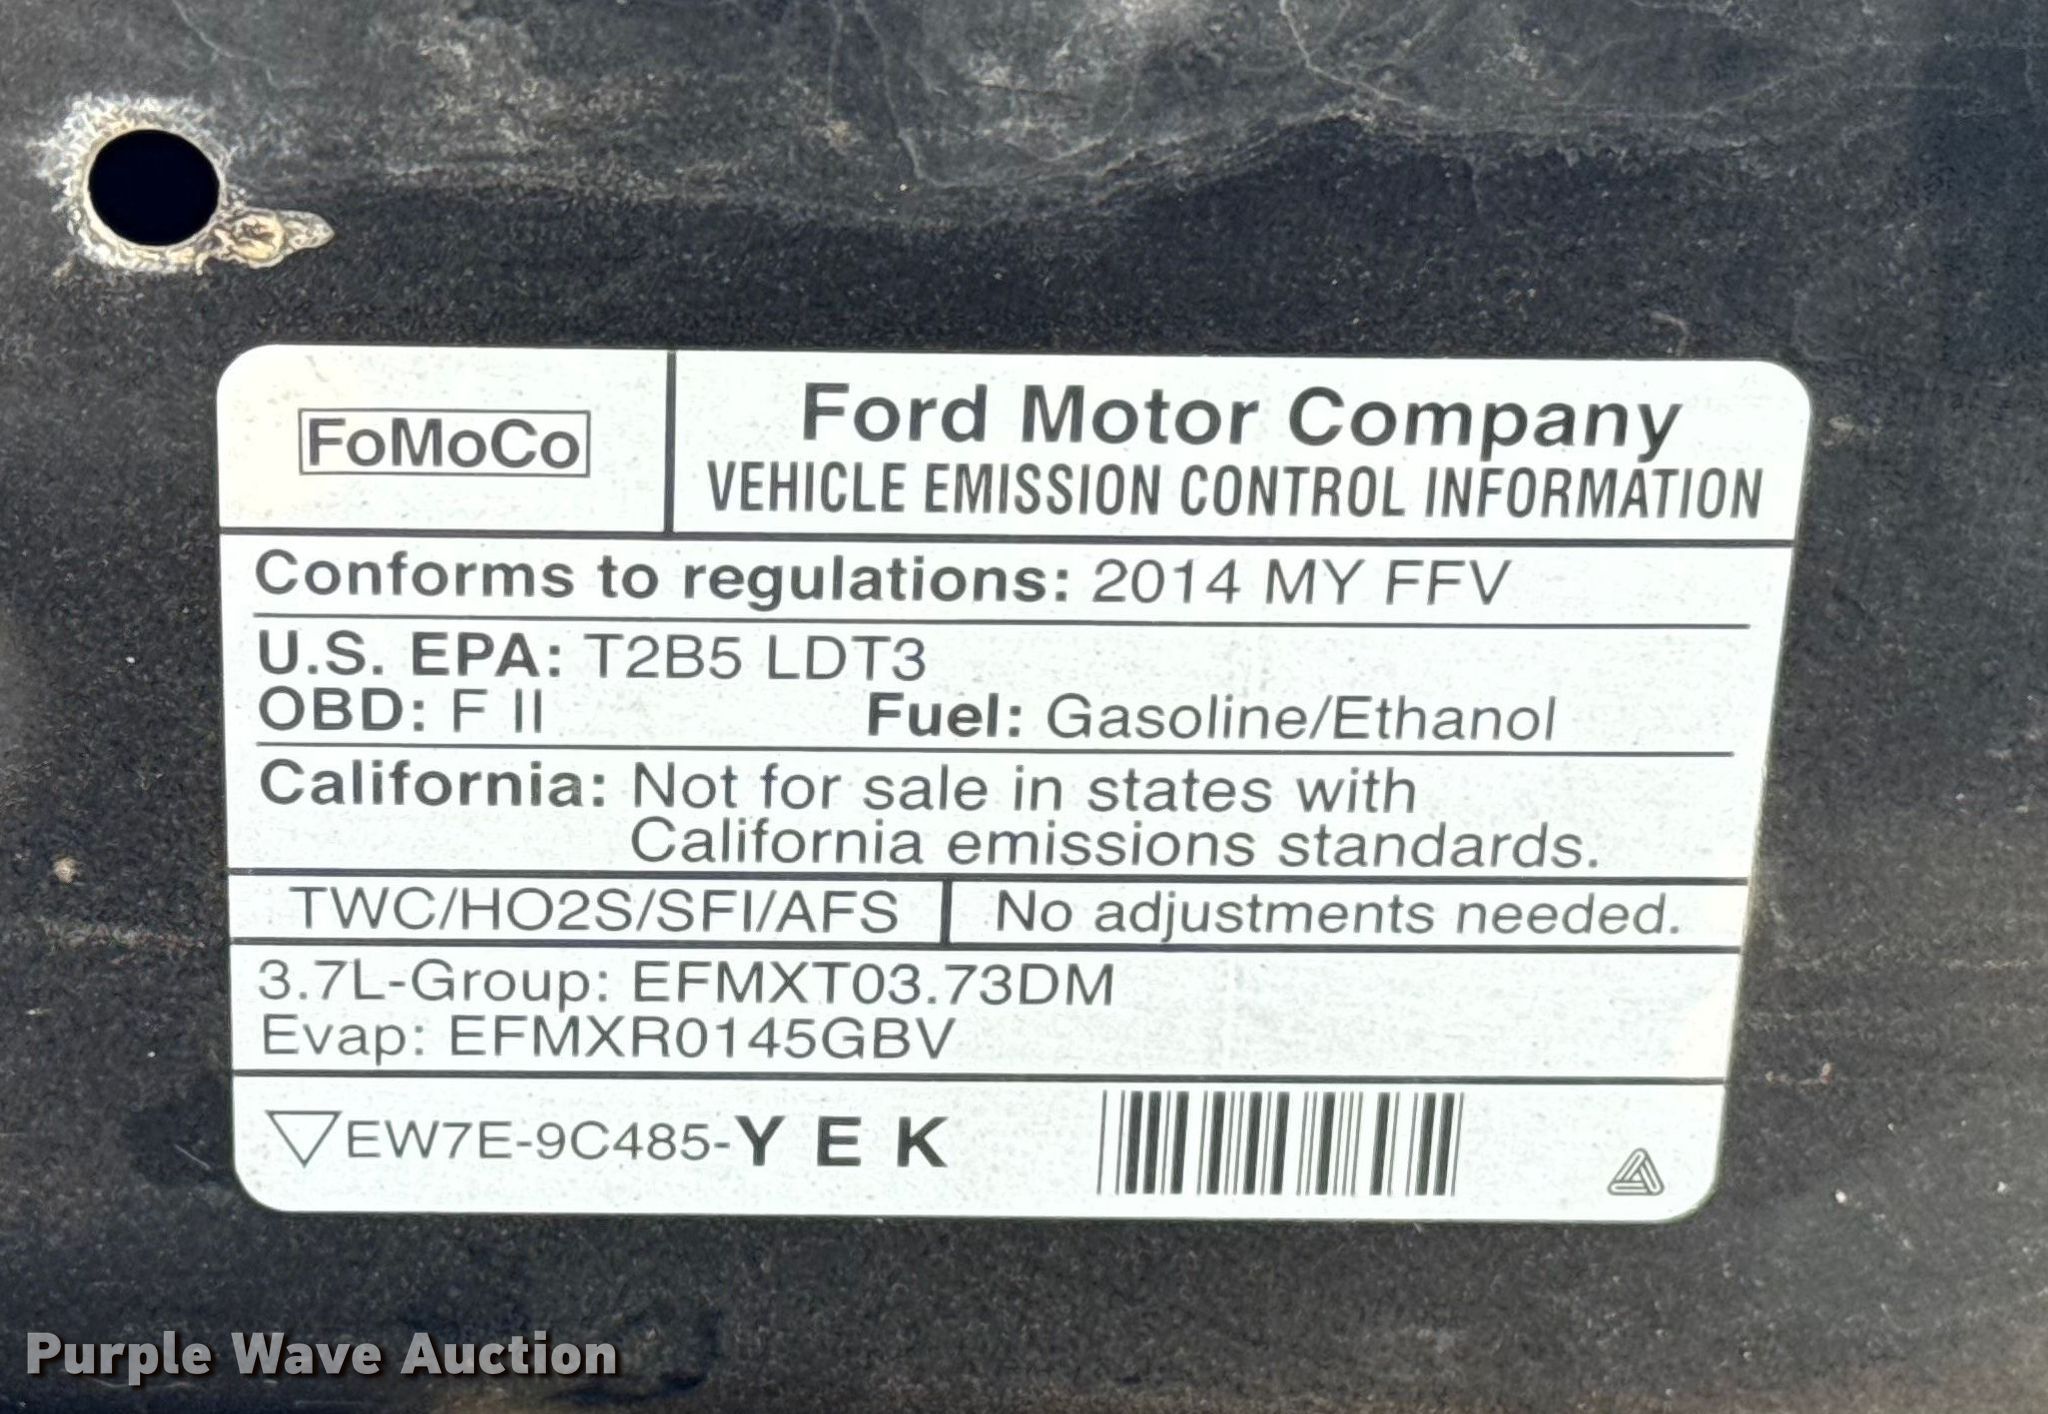 FoMoCo
Ford Motor Company
VEHICLE EMISSION CONTROL INFORMATION
Conforms to regulations: 2014 MY FFV
U.S. EPA: T2B5 LDT3
OBD: F II Fuel: Gasoline/Ethanol
California: Not for sale in states with
California emissions standards.
TWC/HO2S/SFI/AFS No adjustments needed.
3.7L-Group: EFMXT03.73DM
Evap: EFMXR0145GBV
EW7E-9C485-Y E K
Purple Wave Auction